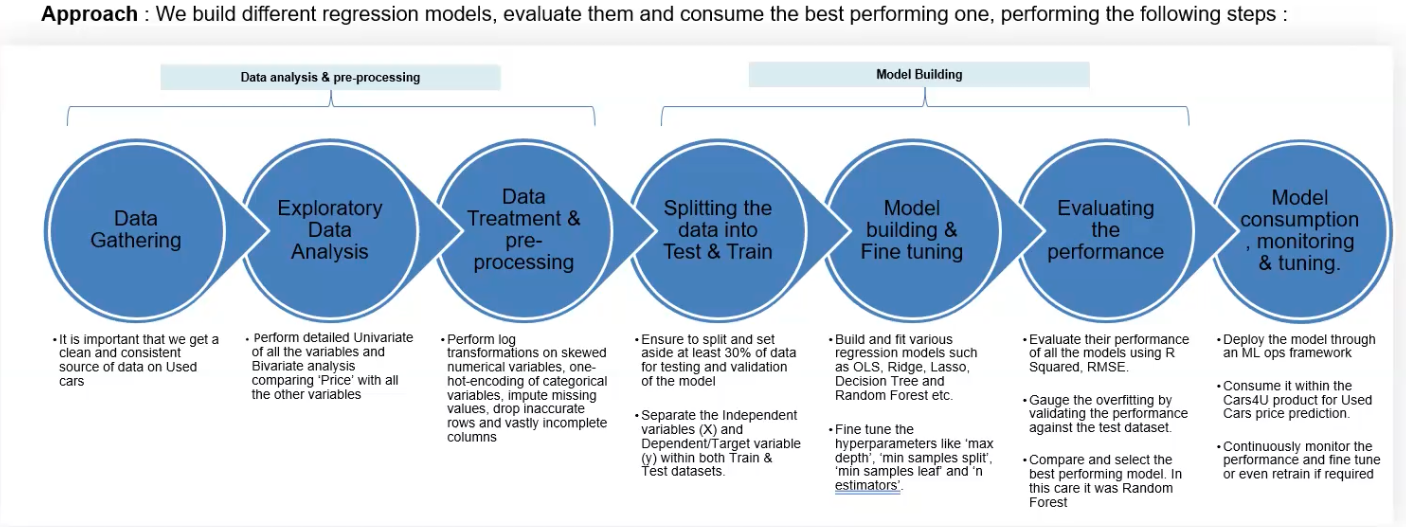 Approach : We build different regression models, evaluate them and consume the best performing one, performing the following steps :
Data analysis & pre-processing
Model Building
Data
Gathering
Exploratory
Data
Analysis
Data
Treatment &
pre-
processing
Splitting the
data into
Test & Train
Model
building &
Fine tuning
Evaluating
the
performance
Model
consumption
, monitoring
& tuning.
• It is important that we get a
clean and consistent
source of data on Used
cars
• Perform detailed Univariate
of all the variables and
Bivariate analysis
comparing ‘Price’ with all
the other variables
• Perform log
transformations on skewed
numerical variables, one-
hot-encoding of categorical
variables, impute missing
values, drop inaccurate
rows and vastly incomplete
columns
• Ensure to split and set
aside at least 30% of data
for testing and validation
of the model
• Separate the Independent
variables (X) and
Dependent/Target variable
(y) within both Train &
Test datasets.
• Build and fit various
regression models such
as OLS, Ridge, Lasso,
Decision Tree and
Random Forest etc.
• Fine tune the
hyperparameters like ‘max
depth’, ‘min samples split’,
‘min samples leaf’ and ‘n
estimators’.
• Evaluate their performance
of all the models using R
Squared, RMSE.
• Gauge the overfitting by
validating the performance
against the test dataset.
• Compare and select the
best performing model. In
this care it was Random
Forest
• Deploy the model through
an ML ops framework
• Consume it within the
Cars4U product for Used
Cars price prediction.
• Continuously monitor the
performance and fine tune
or even retrain if required